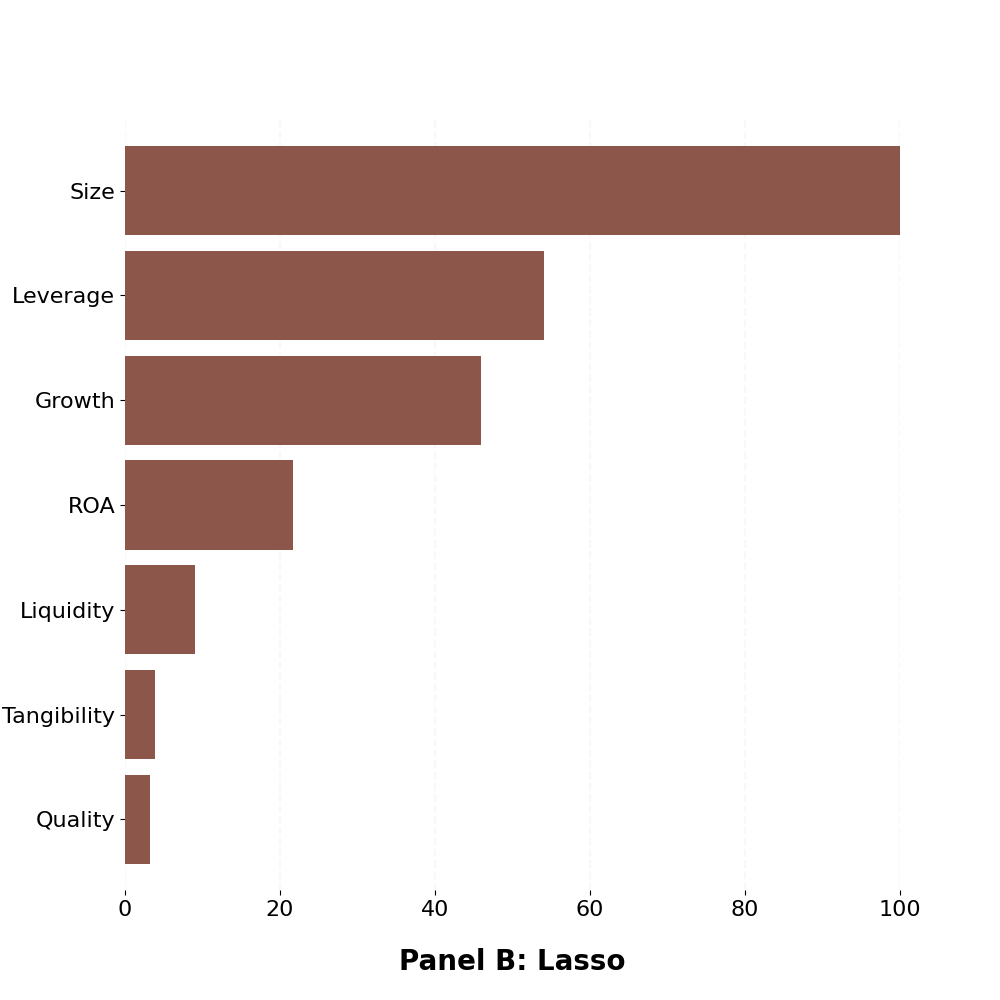 Size
Leverage
Growth
ROA
Liquidity
Tangibility
Quality
0 20 40 60 80 100
Panel B: Lasso